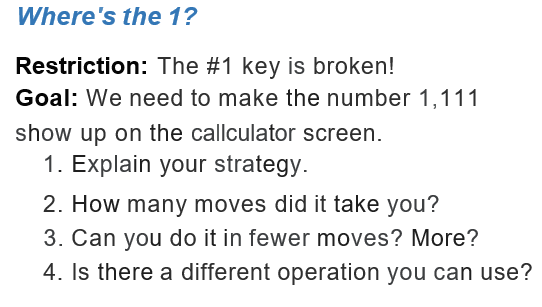 Where's the 1?
Restriction: The #1 key is broken!
Goal: We need to make the number 1,111
show up on the callculator screen.
1. Explain your strategy.
2. How many moves did it take you?
3. Can you do it in fewer moves? More?
4. Is there a different operation you can use?